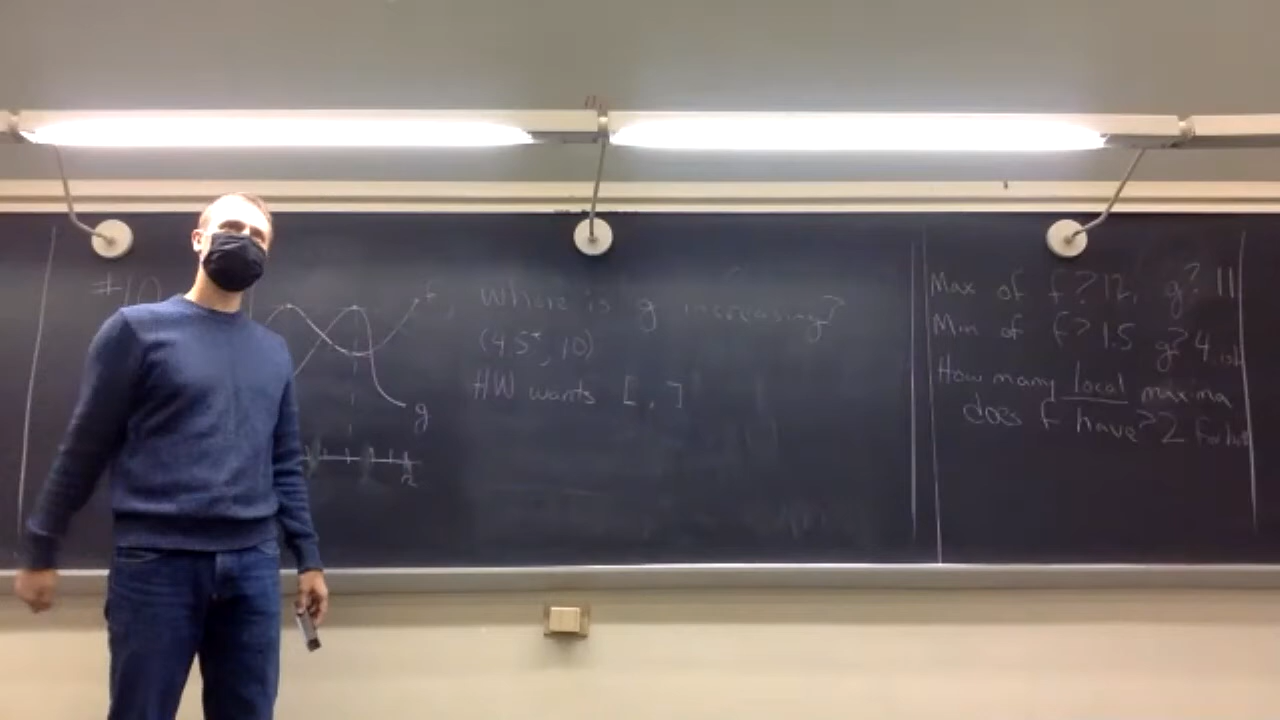 #10
f, Where is g increasing?
(4.5, 10)
HW wants [ , ]
g
x
Max of f? 12, g? 11
Min of f? 1.5 g? 4
How many local maxima
does f have? 2 For